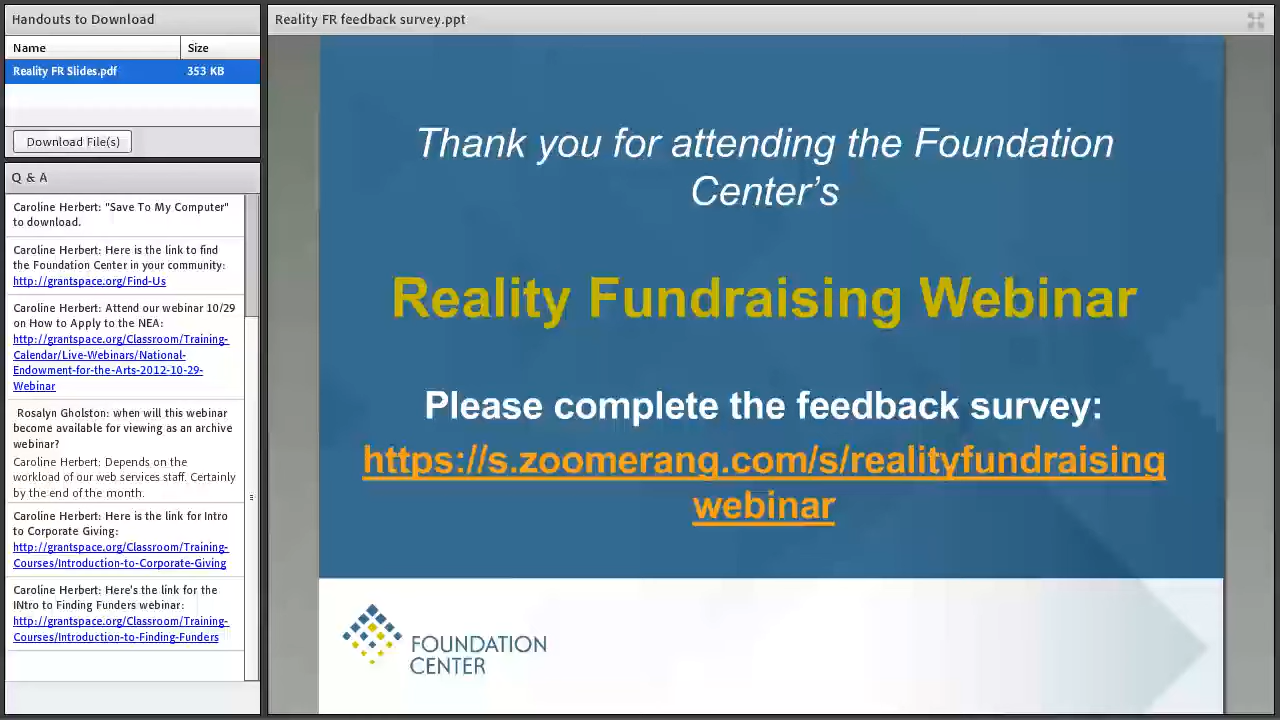 Handouts to Download
Name Size
Reality FR Slides.pdf 353 KB
Download File(s)
Q & A
Caroline Herbert: "Save To My Computer"
to download.
Caroline Herbert: Here is the link to find
the Foundation Center in your community:
http://grantspace.org/Find-Us
Caroline Herbert: Attend our webinar 10/29
on How to Apply to the NEA:
http://grantspace.org/Classroom/Training-
Calendar/Live-Webinars/National-
Endowment-for-the-Arts-2012-10-29-
Webinar
Rosalyn Gholston: when will this webinar
become available for viewing as an archive
webinar?
Caroline Herbert: Depends on the
workload of our web services staff. Certainly
by the end of the month.
Caroline Herbert: Here is the link for Intro
to Corporate Giving:
http://grantspace.org/Classroom/Training-
Courses/Introduction-to-Corporate-Giving
Caroline Herbert: Here's the link for the
INtro to Finding Funders webinar:
http://grantspace.org/Classroom/Training-
Courses/Introduction-to-Finding-Funders
Reality FR feedback survey.ppt
Thank you for attending the Foundation
Center’s
Reality Fundraising Webinar
Please complete the feedback survey:
https://s.zoomerang.com/s/realityfundraising
webinar
FOUNDATION
CENTER